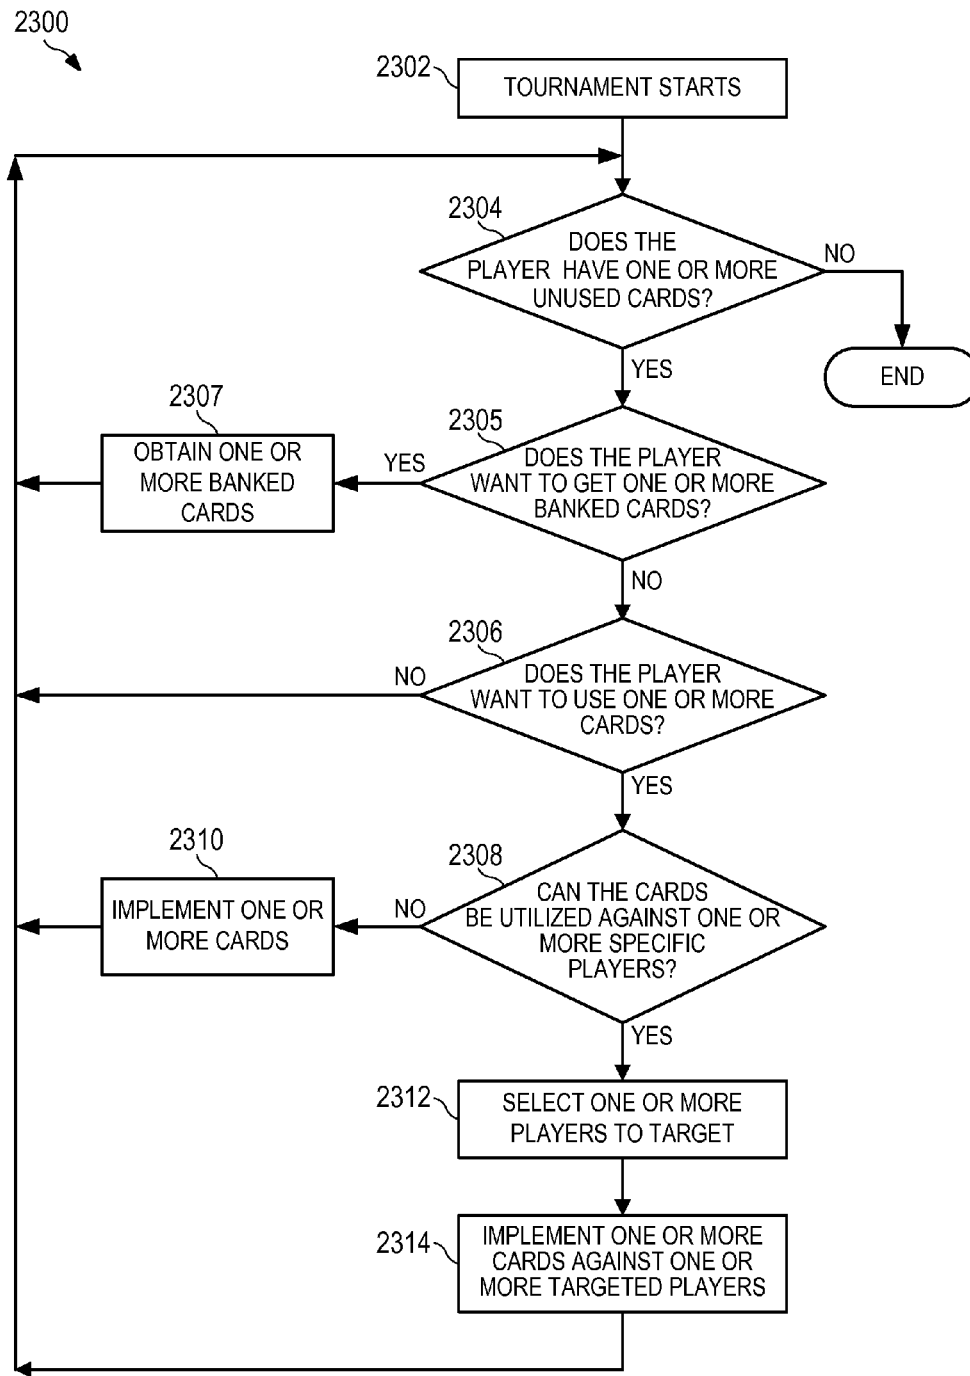 2300
2302
TOURNAMENT STARTS
2304
DOES THE
PLAYER HAVE ONE OR MORE
UNUSED CARDS?
NO
END
YES
2307
OBTAIN ONE OR
MORE BANKED
CARDS
YES
2305
DOES THE PLAYER
WANT TO GET ONE OR MORE
BANKED CARDS?
NO
2306
DOES THE PLAYER
WANT TO USE ONE OR MORE
CARDS?
NO
YES
2310
IMPLEMENT ONE OR
MORE CARDS
NO
2308
CAN THE CARDS
BE UTILIZED AGAINST ONE OR
MORE SPECIFIC
PLAYERS?
YES
2312
SELECT ONE OR MORE
PLAYERS TO TARGET
2314
IMPLEMENT ONE OR MORE
CARDS AGAINST ONE OR
MORE TARGETED PLAYERS